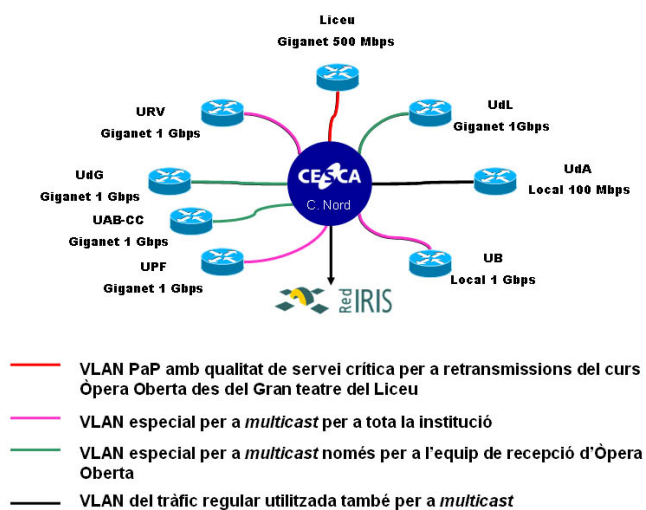 Liceu
Giganet 500 Mbps
URV
Giganet 1 Gbps
UdL
Giganet 1Gbps
UdG
Giganet 1 Gbps
CESCA
C. Nord
UdA
Local 100 Mbps
UAB-CC
Giganet 1 Gbps
UPF
Giganet 1 Gbps
UB
Local 1 Gbps
Red IRIS
VLAN PaP amb qualitat de servei crítica per a retransmissions del curs
Òpera Oberta des del Gran teatre del Liceu
VLAN especial per a multicast per a tota la institució
VLAN especial per a multicast només per a l'equip de recepció d'Òpera
Oberta
VLAN del tràfic regular utilitzada també per a multicast